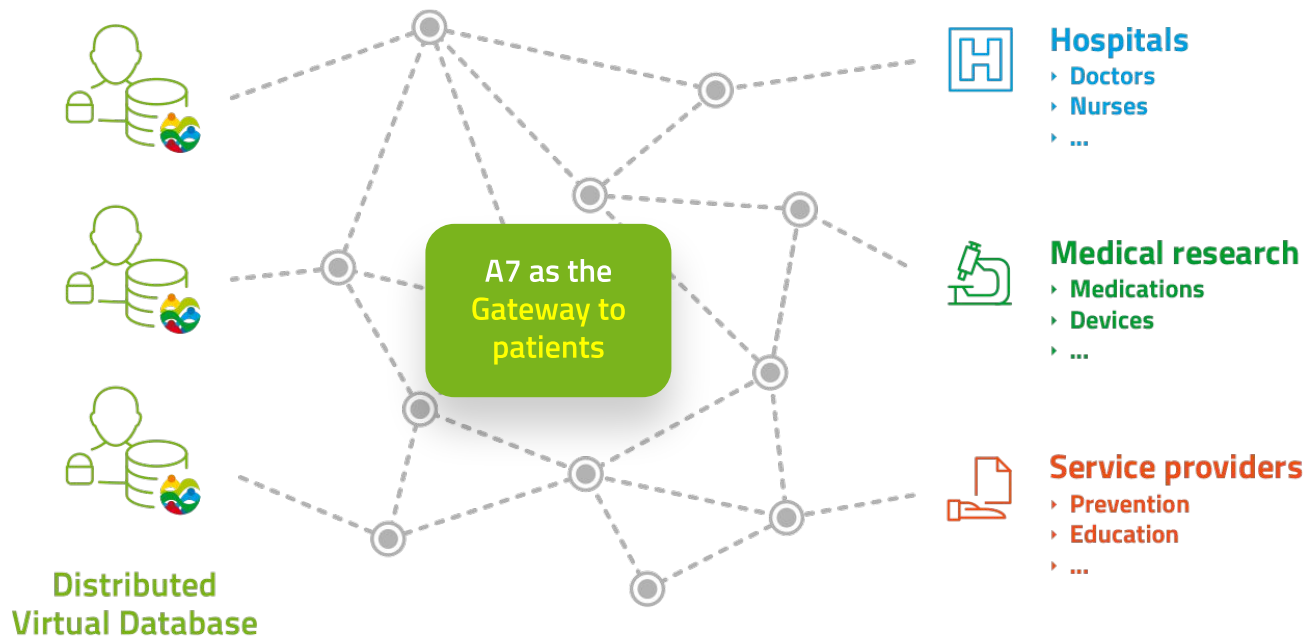 Hospitals
Doctors
Nurses
...
A7 as the
Gateway to
patients
Medical research
Medications
Devices
...
Service providers
Prevention
Education
...
Distributed
Virtual Database